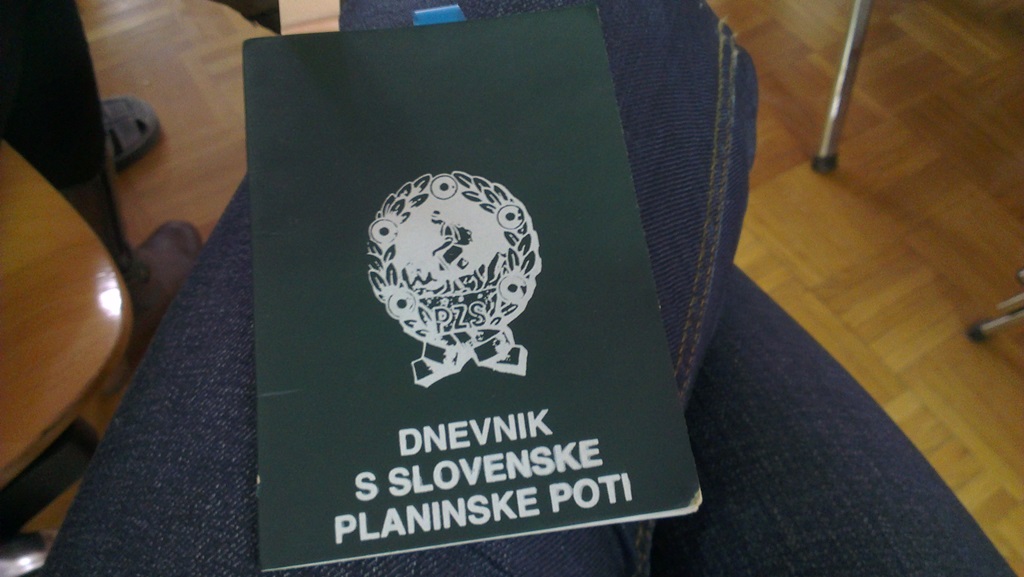 PZS
DNEVNIK
S SLOVENSKE
PLANINSKE POTI